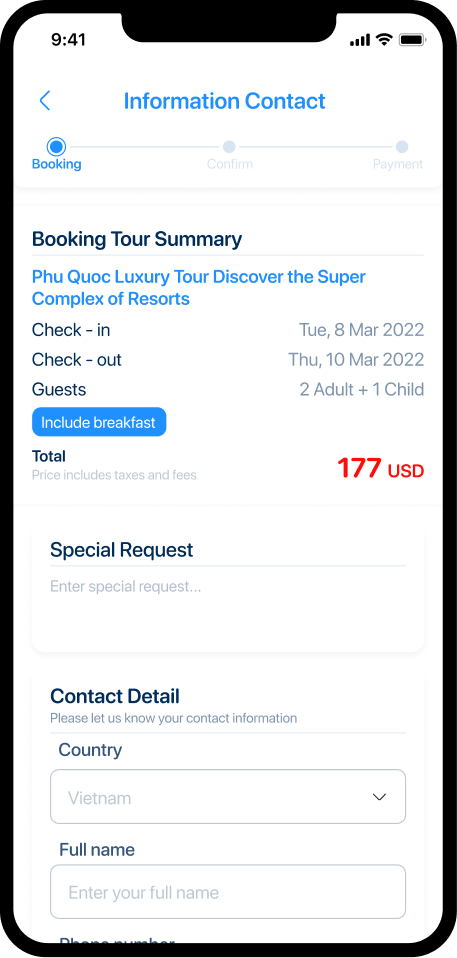 9:41
Information Contact
Booking Confirm Payment
Booking Tour Summary
Phu Quoc Luxury Tour Discover the Super
Complex of Resorts
Check - in Tue, 8 Mar 2022
Check - out Thu, 10 Mar 2022
Guests 2 Adult + 1 Child
Include breakfast
Total
Price includes taxes and fees
177 USD
Special Request
Enter special request...
Contact Detail
Please let us know your contact information
Country
Vietnam
Full name
Enter your full name
Phone number